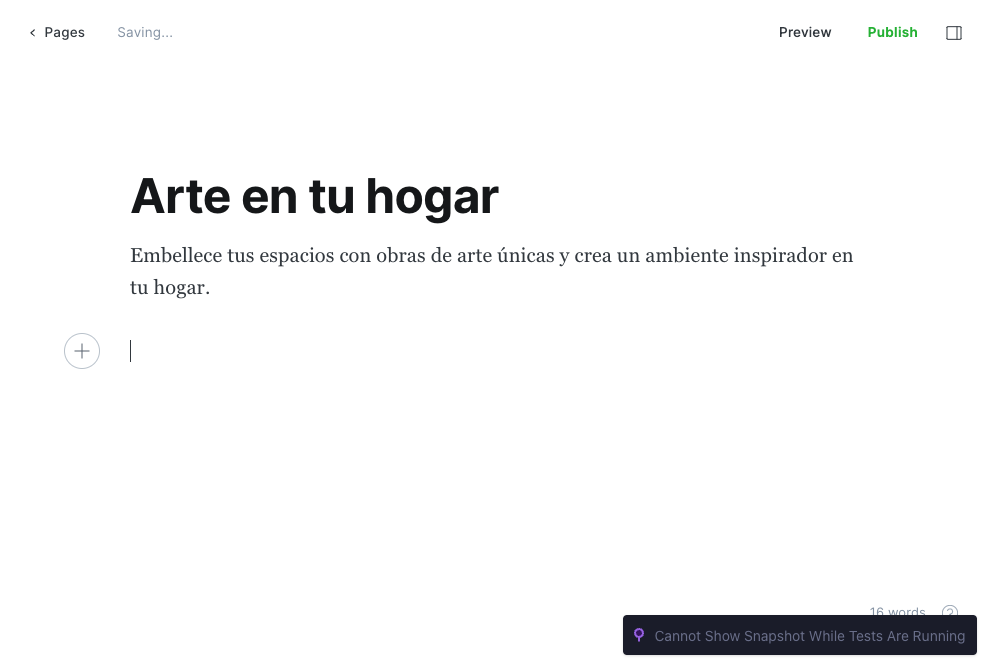 Pages Saving... Preview Publish
Arte en tu hogar
Embellece tus espacios con obras de arte únicas y crea un ambiente inspirador en
tu hogar.
16 words ?
Cannot Show Snapshot While Tests Are Running